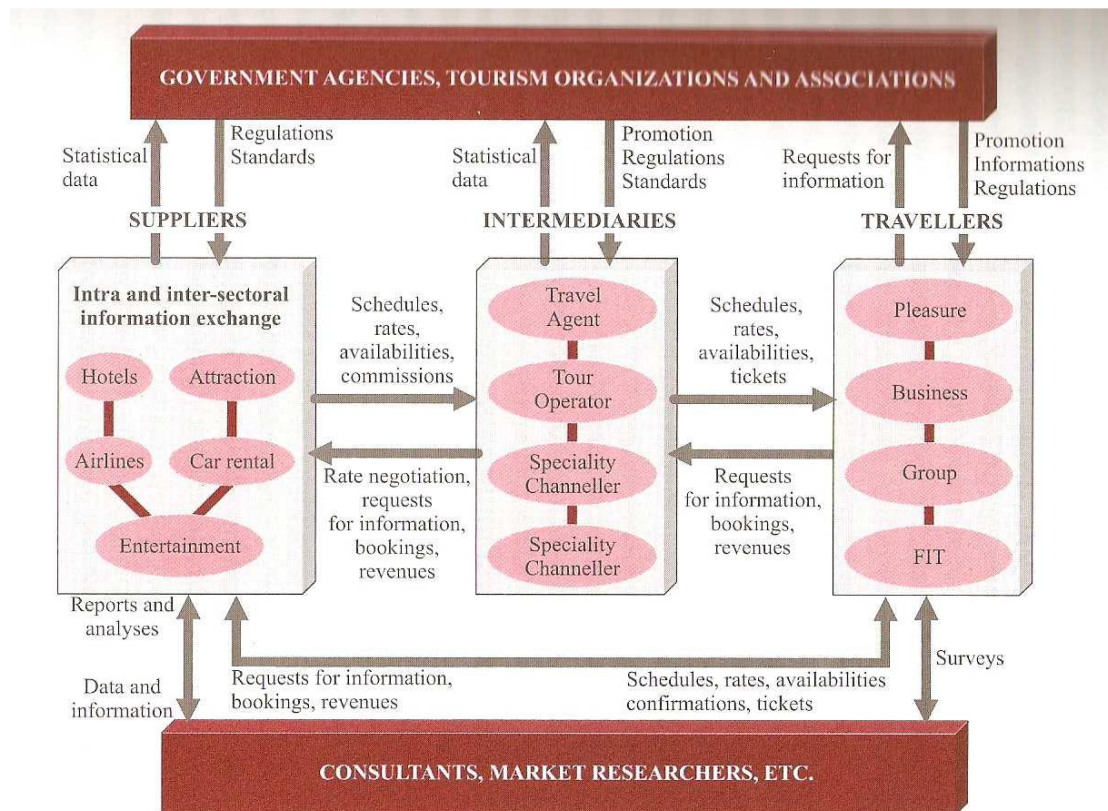 GOVERNMENT AGENCIES, TOURISM ORGANIZATIONS AND ASSOCIATIONS
Statistical
data
Regulations
Standards
Statistical
data
Promotion
Regulations
Standards
Requests for
information
Promotion
Informations
Regulations
SUPPLIERS
INTERMEDIARIES
TRAVELLERS
Intra and inter-sectoral
information exchange
Hotels
Attraction
Airlines
Car rental
Entertainment
Schedules,
rates,
availabilities,
commissions
Rate negotiation,
requests
for information,
bookings,
revenues
Travel
Agent
Tour
Operator
Speciality
Channeller
Speciality
Channeller
Schedules,
rates,
availabilities,
tickets
Requests
for information,
bookings,
revenues
Pleasure
Business
Group
FIT
Reports and
analyses
Data and
information
Requests for information,
bookings, revenues
Schedules, rates, availabilities
confirmations, tickets
Surveys
CONSULTANTS, MARKET RESEARCHERS, ETC.